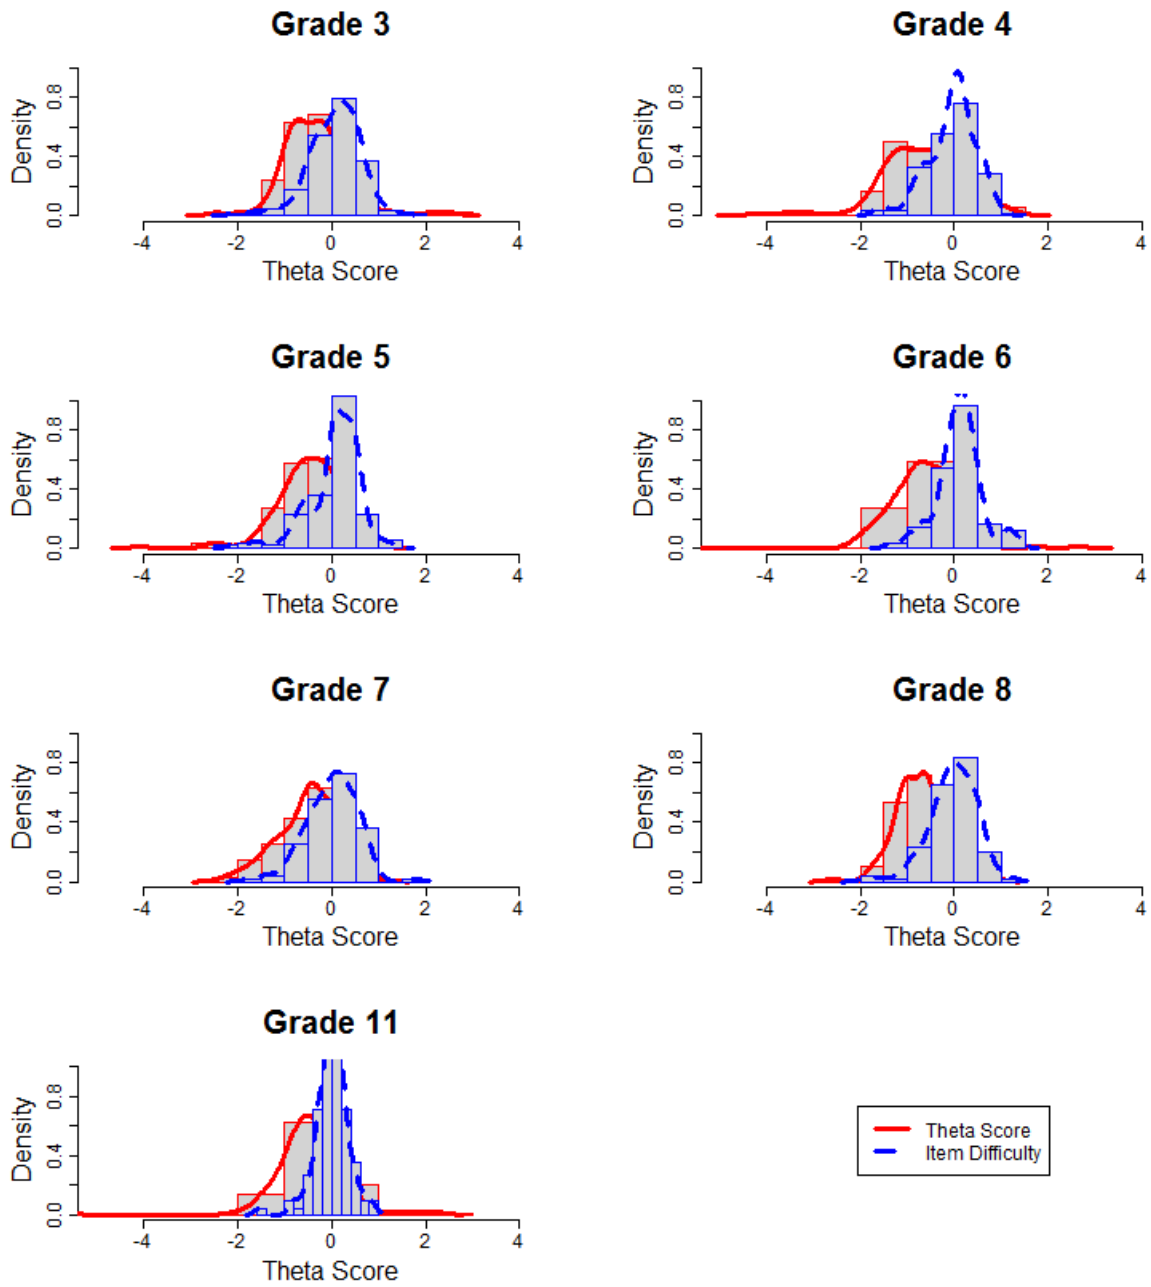 Grade 3
Density
0.0 0.4 0.8
-4 -2 0 2 4
Theta Score
Grade 4
Density
0.0 0.4 0.8
-4 -2 0 2 4
Theta Score
Grade 5
Density
0.0 0.4 0.8
-4 -2 0 2 4
Theta Score
Grade 6
Density
0.0 0.4 0.8
-4 -2 0 2 4
Theta Score
Grade 7
Density
0.0 0.4 0.8
-4 -2 0 2 4
Theta Score
Grade 8
Density
0.0 0.4 0.8
-4 -2 0 2 4
Theta Score
Grade 11
Density
0.0 0.4 0.8
-4 -2 0 2 4
Theta Score
Theta Score
Item Difficulty